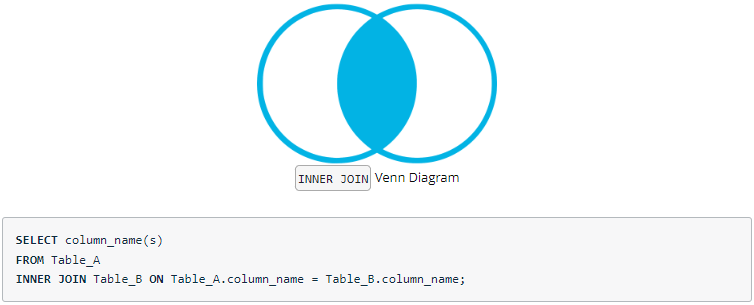 INNER JOIN Venn Diagram
SELECT column_name(s)
FROM Table_A
INNER JOIN Table_B ON Table_A.column_name = Table_B.column_name;